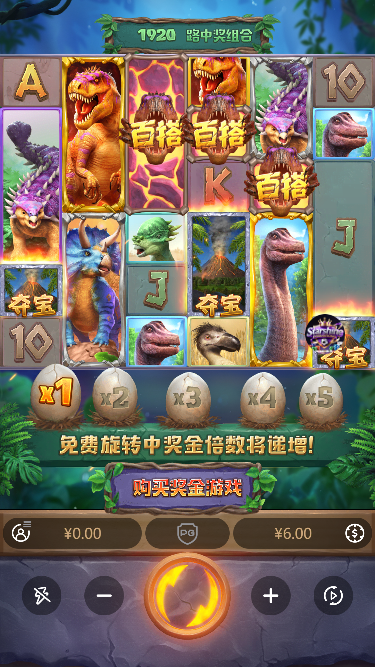 1920 路中奖组合
A
10
百搭
百搭
K
百搭
J
夺宝
J
夺宝
Starshine
夺宝
10
x1 x2 x3 x4 x5
免费旋转中奖金倍数将递增!
购买奖金游戏
¥0.00 PG ¥6.00